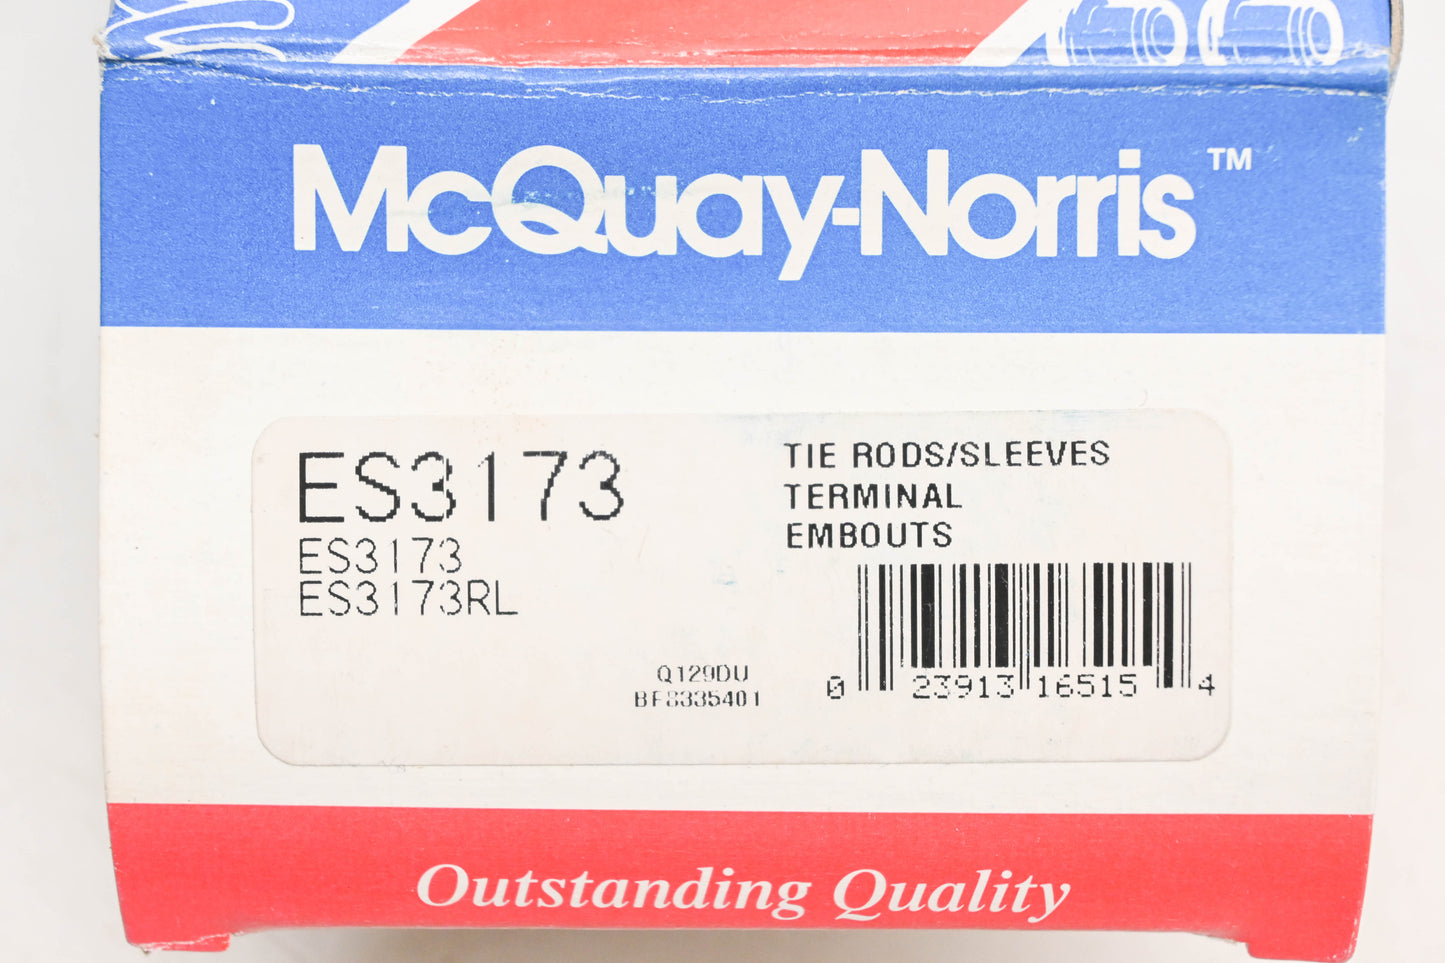 McQuay-Norris™
ES3173
ES3173
ES3173RL
TIE RODS/SLEEVES
TERMINAL
EMBOUTS
Q129DU
BF8335401
0 23913 16515 4
Outstanding Quality